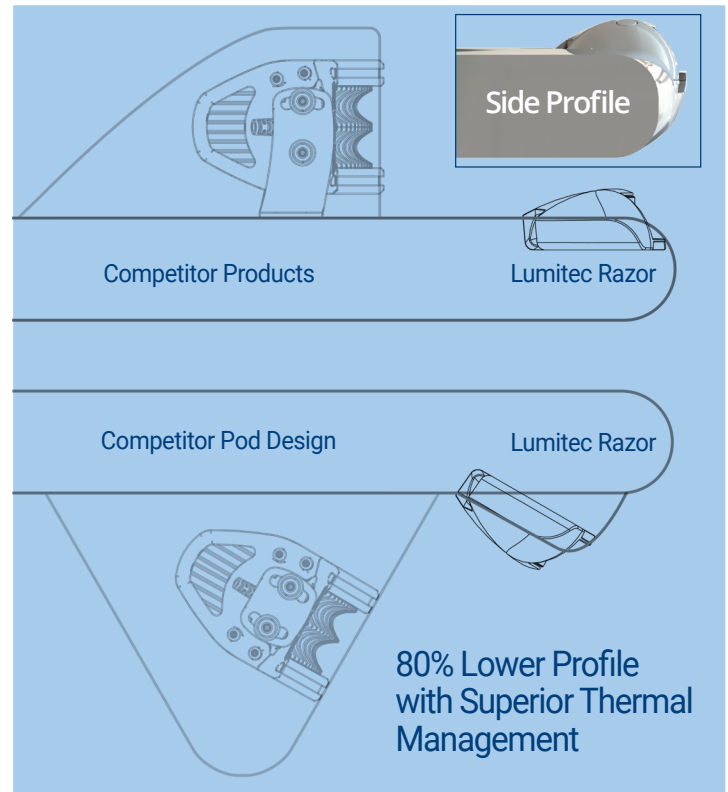 Side Profile
Competitor Products
Lumitec Razor
Competitor Pod Design
Lumitec Razor
80% Lower Profile
with Superior Thermal
Management